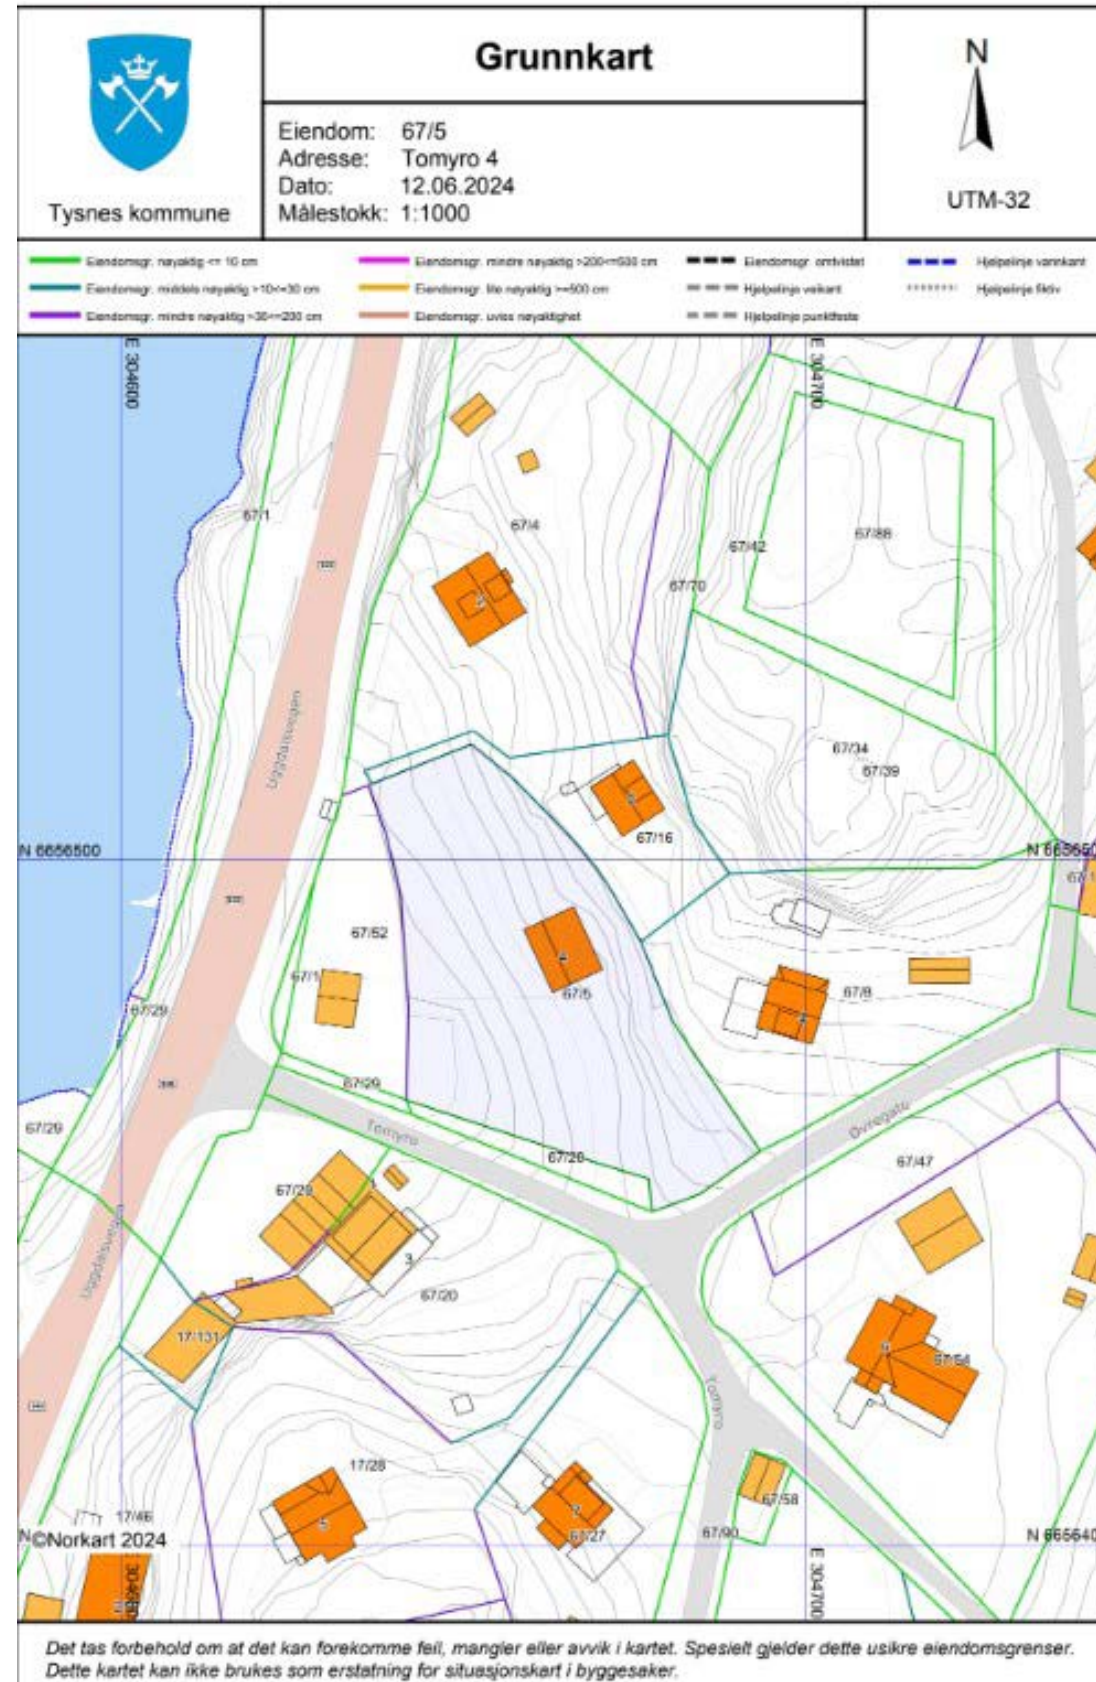 Grunnkart
Eiendom: 67/5
Adresse: Tomyro 4
Dato: 12.06.2024
Målestokk: 1:1000
Tysnes kommune
N
UTM-32
Eiendomsgr. nøyaktig <= 10 cm
Eiendomsgr. middels nøyaktig >10<=30 cm
Eiendomsgr. mindre nøyaktig >30<=200 cm
Eiendomsgr. mindre nøyaktig >200<=500 cm
Eiendomsgr. lite nøyaktig >=500 cm
Eiendomsgr. uviss nøyaktighet
Eiendomsgr. omtvistet
Hjelpelinje veikant
Hjelpelinje punktfeste
Hjelpelinje vannkant
Hjelpelinje fiktiv
E 304600
E 304700
67/1
67/4
67/42
67/88
67/70
2
Uggdalsvegen
67/34
67/39
67/16
N 6656500
67/52
67/1
4
67/5
67/8
67/29
67/29
67/29
Tomyro
67/28
Øvregatu
67/47
67/29
3
67/20
Uggdalsvegen
17/131
Tomyro
17/28
5
7
67/27
67/58
67/90
17/46
©Norkart 2024
E 304700
Det tas forbehold om at det kan forekomme feil, mangler eller avvik i kartet. Spesielt gjelder dette usikre eiendomsgrenser.
Dette kartet kan ikke brukes som erstatning for situasjonskart i byggesaker.